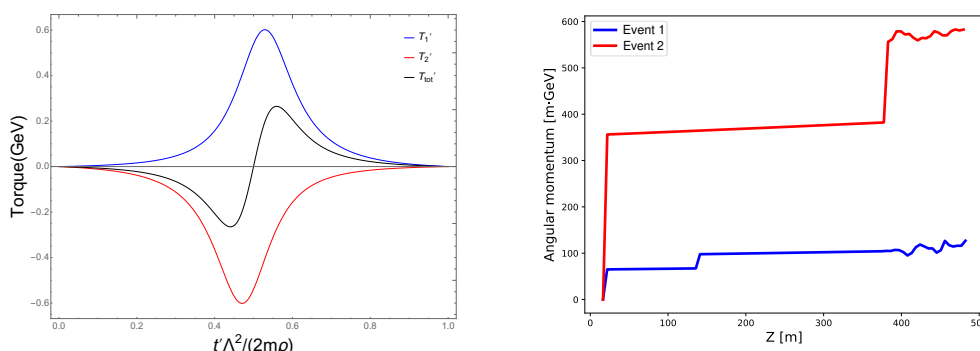 Torque(GeV)
0.6
0.4
0.2
0.0
−0.2
−0.4
−0.6
0.0 0.2 0.4 0.6 0.8 1.0
t′Λ²/(2mρ)
T₁′
T₂′
Tₜₒₜ′
Angular momentum [m·GeV]
600
500
400
300
200
100
0
0 100 200 300 400 500
Z [m]
Event 1
Event 2